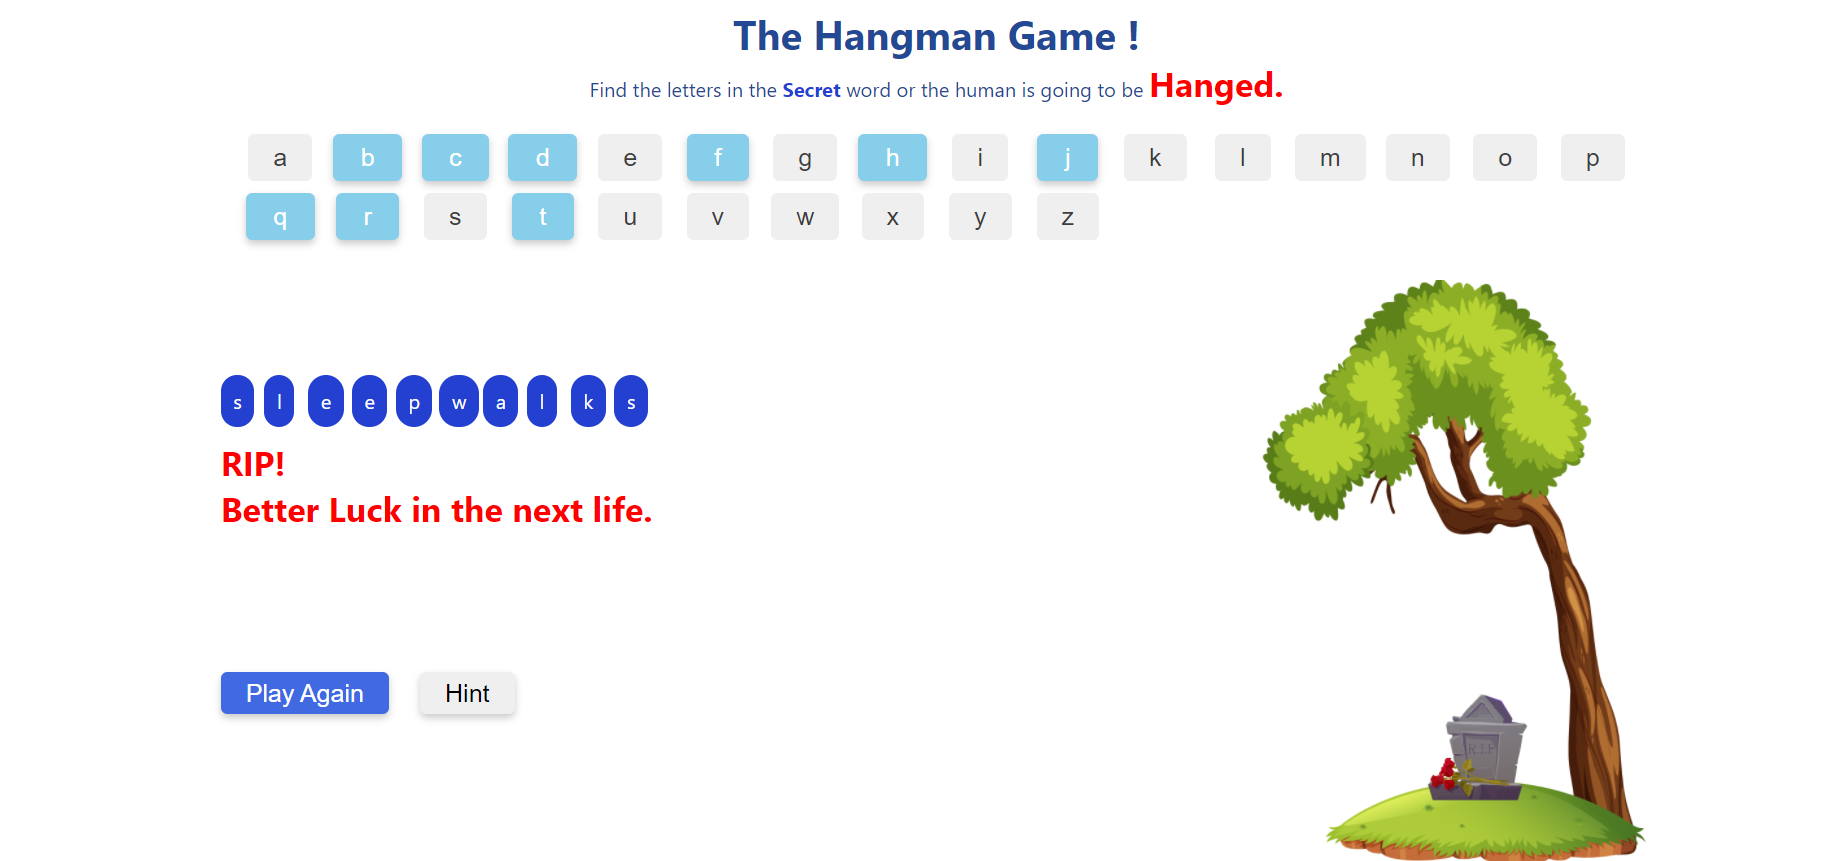 The Hangman Game !
Find the letters in the Secret word or the human is going to be Hanged.
a b c d e f g h i j k l m n o p
q r s t u v w x y z
s l e e p w a l k s
RIP!
Better Luck in the next life.
Play Again Hint
R.I.P